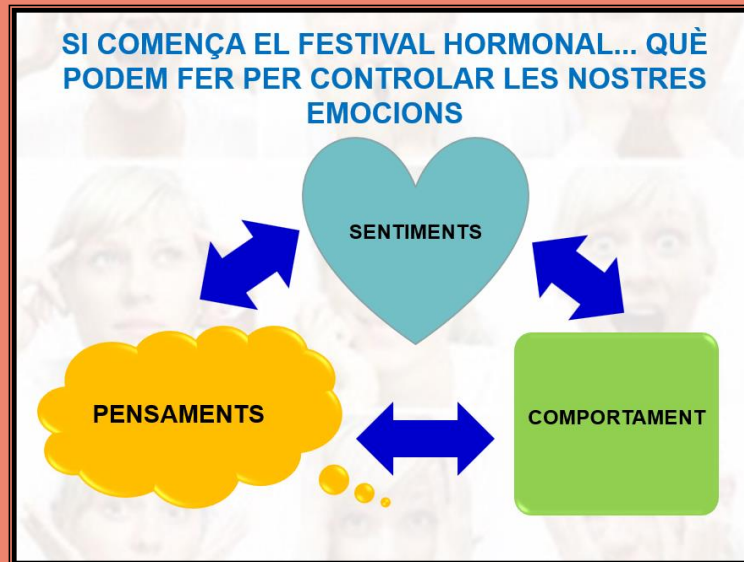 SI COMENÇA EL FESTIVAL HORMONAL... QUÈ
PODEM FER PER CONTROLAR LES NOSTRES
EMOCIONS
SENTIMENTS
PENSAMENTS
COMPORTAMENT